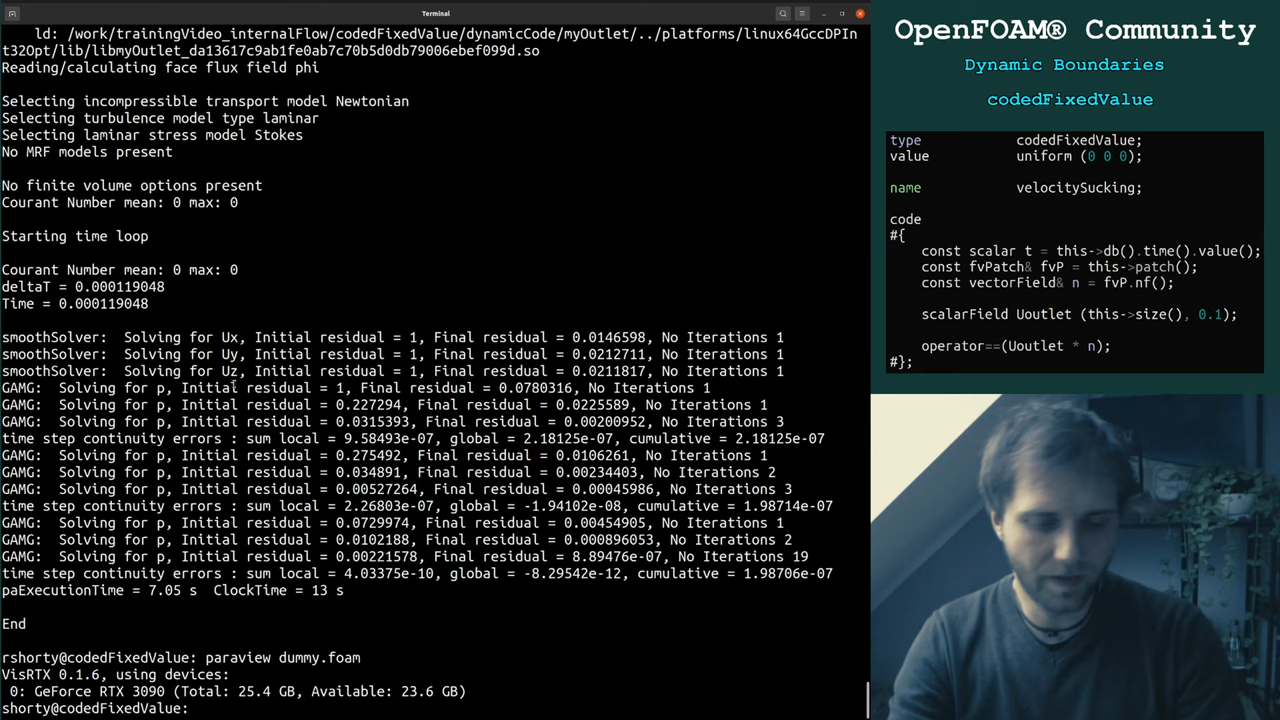 Terminal
ld: /work/trainingVideo_internalFlow/codedFixedValue/dynamicCode/myOutlet/../platforms/linux64GccDPIn
t32Opt/lib/libmyOutlet_da13617c9ab1fe0ab7c70b5d0db79006ebef099d.so
Reading/calculating face flux field phi
Selecting incompressible transport model Newtonian
Selecting turbulence model type laminar
Selecting laminar stress model Stokes
No MRF models present
No finite volume options present
Courant Number mean: 0 max: 0
Starting time loop
Courant Number mean: 0 max: 0
deltaT = 0.000119048
Time = 0.000119048
smoothSolver:  Solving for Ux, Initial residual = 1, Final residual = 0.0146598, No Iterations 1
smoothSolver:  Solving for Uy, Initial residual = 1, Final residual = 0.0212711, No Iterations 1
smoothSolver:  Solving for Uz, Initial residual = 1, Final residual = 0.0211817, No Iterations 1
GAMG:  Solving for p, Initial residual = 1, Final residual = 0.0780316, No Iterations 1
GAMG:  Solving for p, Initial residual = 0.227294, Final residual = 0.0225589, No Iterations 1
GAMG:  Solving for p, Initial residual = 0.0315393, Final residual = 0.00200952, No Iterations 3
time step continuity errors : sum local = 9.58493e-07, global = 2.18125e-07, cumulative = 2.18125e-07
GAMG:  Solving for p, Initial residual = 0.275492, Final residual = 0.0106261, No Iterations 1
GAMG:  Solving for p, Initial residual = 0.034891, Final residual = 0.00234403, No Iterations 2
GAMG:  Solving for p, Initial residual = 0.00527264, Final residual = 0.00045986, No Iterations 3
time step continuity errors : sum local = 2.26803e-07, global = -1.94102e-08, cumulative = 1.98714e-07
GAMG:  Solving for p, Initial residual = 0.0729974, Final residual = 0.00454905, No Iterations 1
GAMG:  Solving for p, Initial residual = 0.0102188, Final residual = 0.000896053, No Iterations 2
GAMG:  Solving for p, Initial residual = 0.00221578, Final residual = 8.89476e-07, No Iterations 19
time step continuity errors : sum local = 4.03375e-10, global = -8.29542e-12, cumulative = 1.98706e-07
paExecutionTime = 7.05 s  ClockTime = 13 s
End
rshorty@codedFixedValue: paraview dummy.foam
VisRTX 0.1.6, using devices:
0: GeForce RTX 3090 (Total: 25.4 GB, Available: 23.6 GB)
shorty@codedFixedValue:
OpenFOAM® Community
Dynamic Boundaries
codedFixedValue
type codedFixedValue;
value uniform (0 0 0);
name velocitySucking;
code
#{
const scalar t = this->db().time().value();
const fvPatch& fvP = this->patch();
const vectorField& n = fvP.nf();
scalarField Uoutlet (this->size(), 0.1);
operator==(Uoutlet * n);
#};